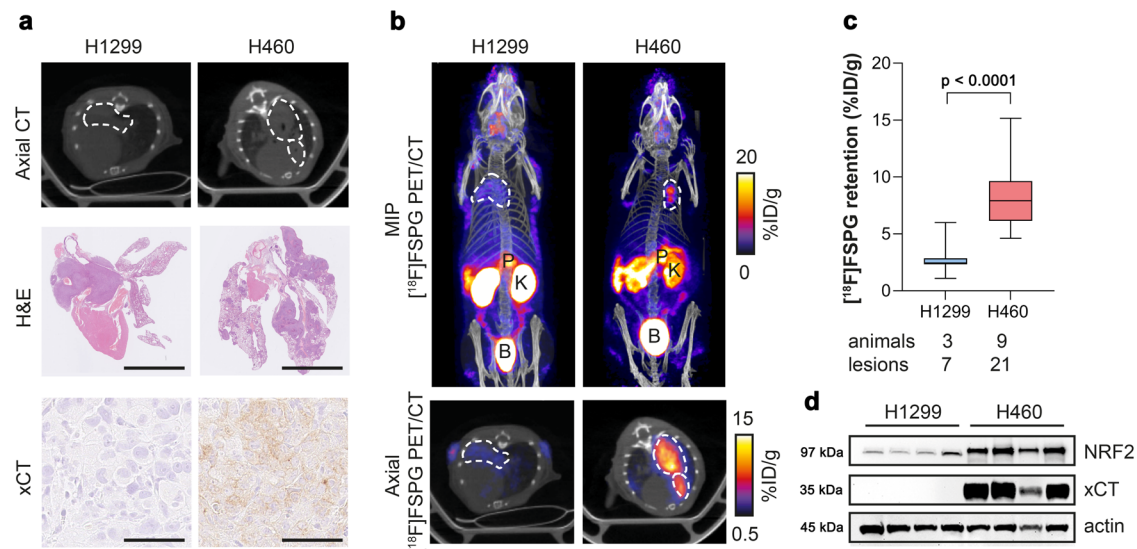 a
H1299
H460
Axial CT
H&E
xCT
b
H1299
H460
MIP
[¹⁸F]FSPG PET/CT
P
K
B
P
K
B
20
%ID/g
0
Axial
¹⁸F]FSPG PET/CT
15
%ID/g
0.5
c
[¹⁸F]FSPG retention (%ID/g)
20
15
10
5
0
p < 0.0001
H1299
H460
animals 3 9
lesions 7 21
d
H1299
H460
97 kDa
NRF2
35 kDa
xCT
45 kDa
actin